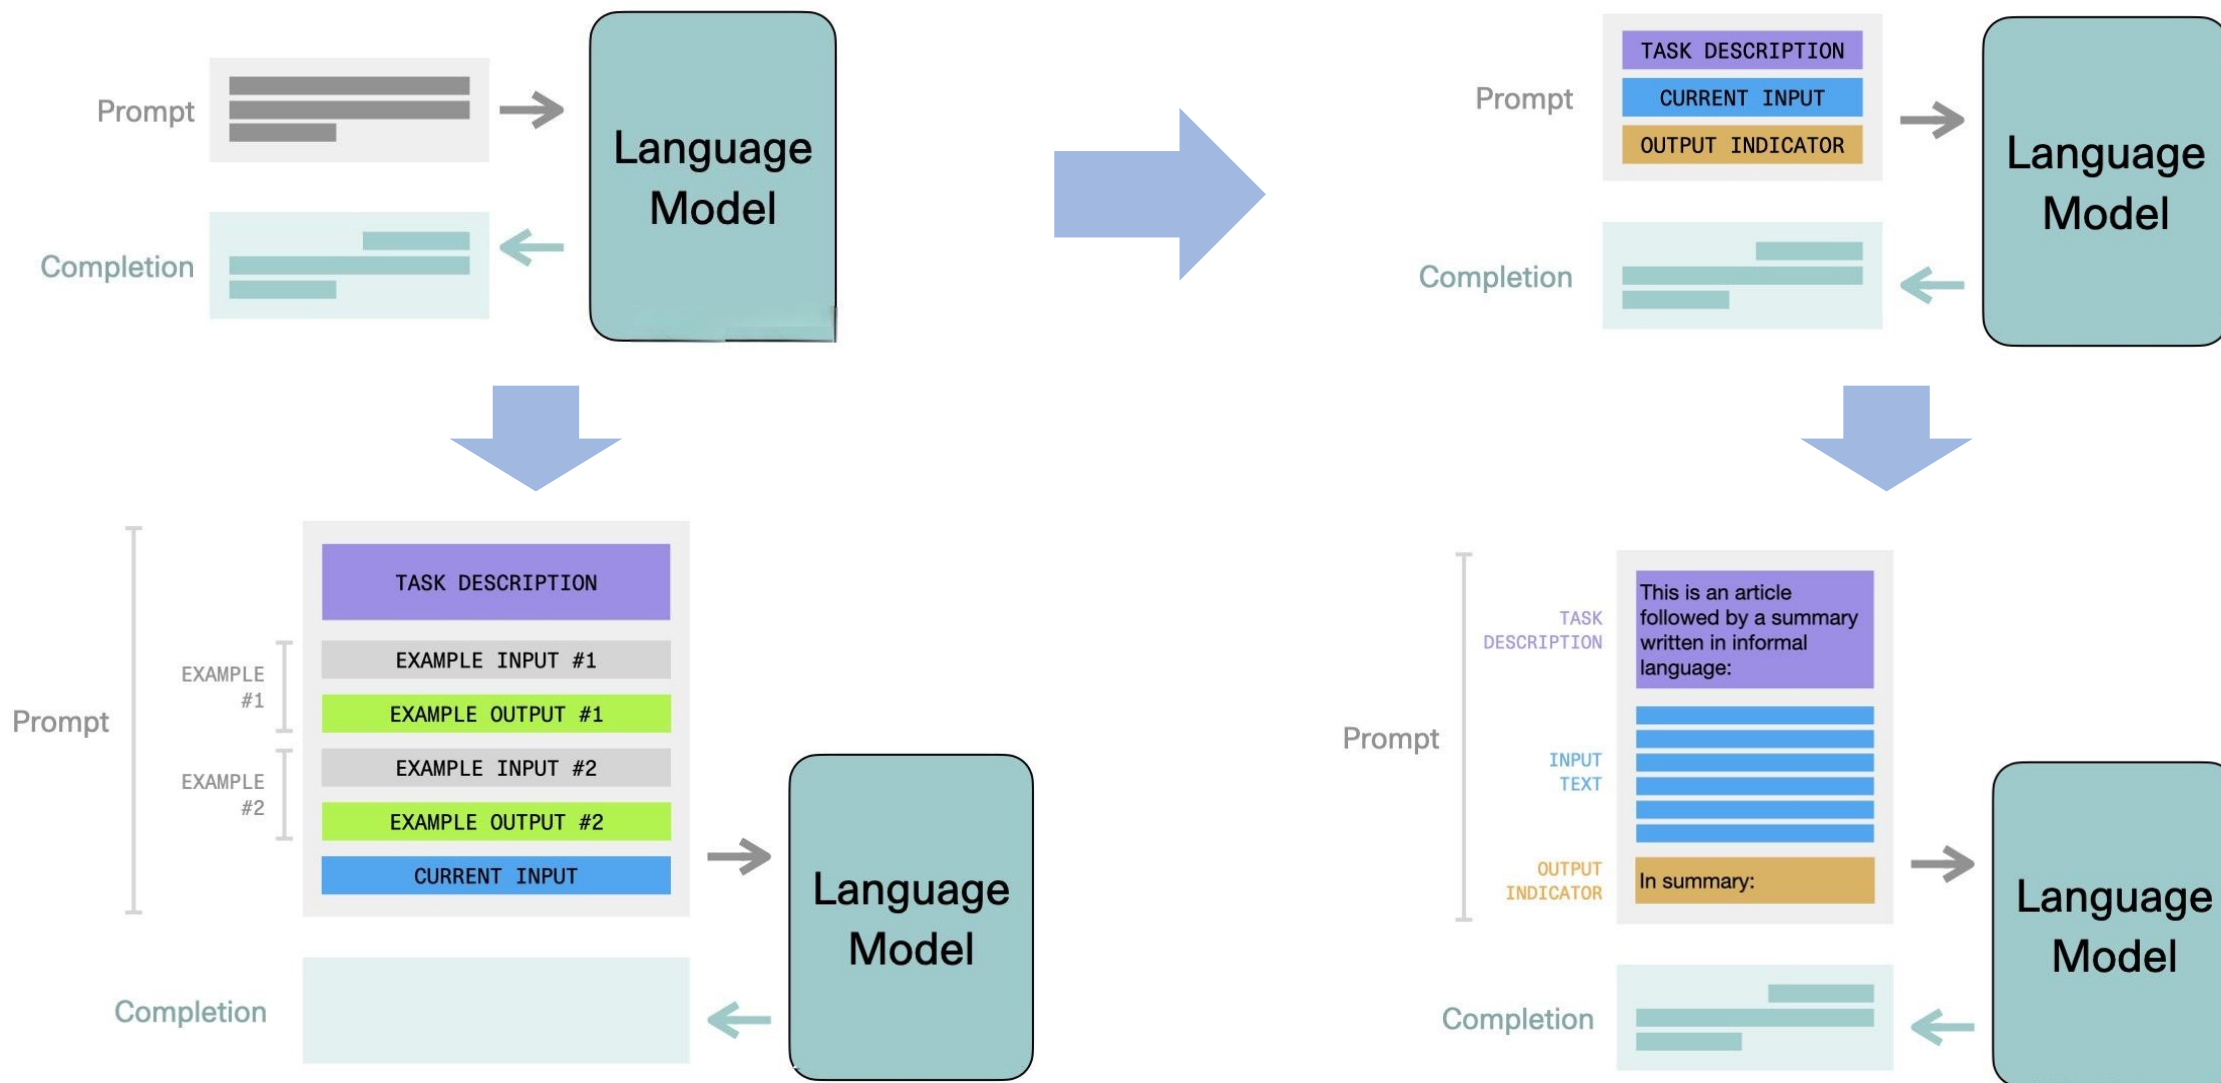 Prompt
Language
Model
Completion
Prompt
TASK DESCRIPTION
CURRENT INPUT
OUTPUT INDICATOR
Language
Model
Completion
Prompt
TASK DESCRIPTION
EXAMPLE
#1
EXAMPLE INPUT #1
EXAMPLE OUTPUT #1
EXAMPLE
#2
EXAMPLE INPUT #2
EXAMPLE OUTPUT #2
CURRENT INPUT
Language
Model
Completion
Prompt
TASK
DESCRIPTION
This is an article
followed by a summary
written in informal
language:
INPUT
TEXT
OUTPUT
INDICATOR
In summary:
Language
Model
Completion